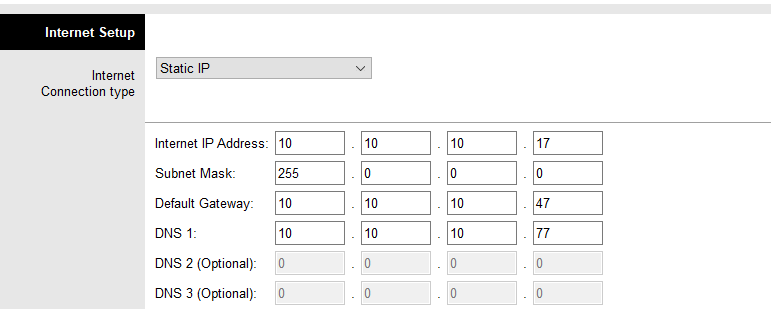 Internet Setup
Internet
Connection type
Static IP
Internet IP Address: 10 . 10 . 10 . 17
Subnet Mask: 255 . 0 . 0 . 0
Default Gateway: 10 . 10 . 10 . 47
DNS 1: 10 . 10 . 10 . 77
DNS 2 (Optional): 0 . 0 . 0 . 0
DNS 3 (Optional): 0 . 0 . 0 . 0